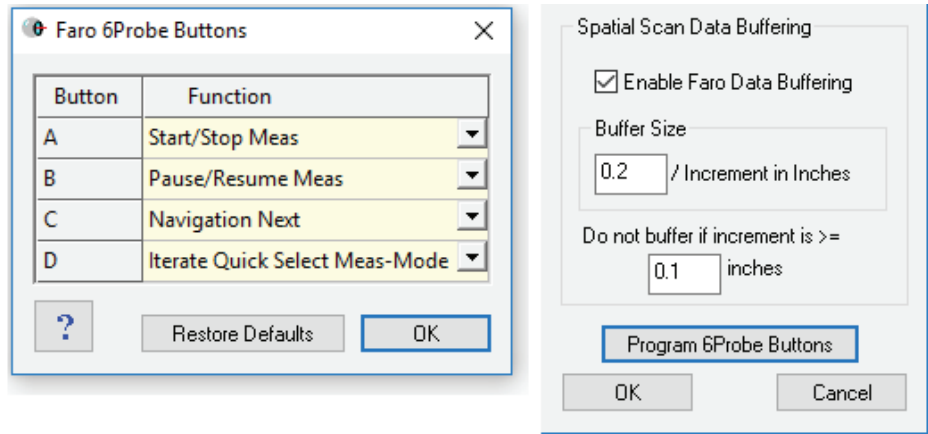 Faro 6Probe Buttons
Button Function
A Start/Stop Meas
B Pause/Resume Meas
C Navigation Next
D Iterate Quick Select Meas-Mode
? Restore Defaults OK
Spatial Scan Data Buffering
Enable Faro Data Buffering
Buffer Size
0.2 / Increment in Inches
Do not buffer if increment is >=
0.1 inches
Program 6Probe Buttons
OK Cancel